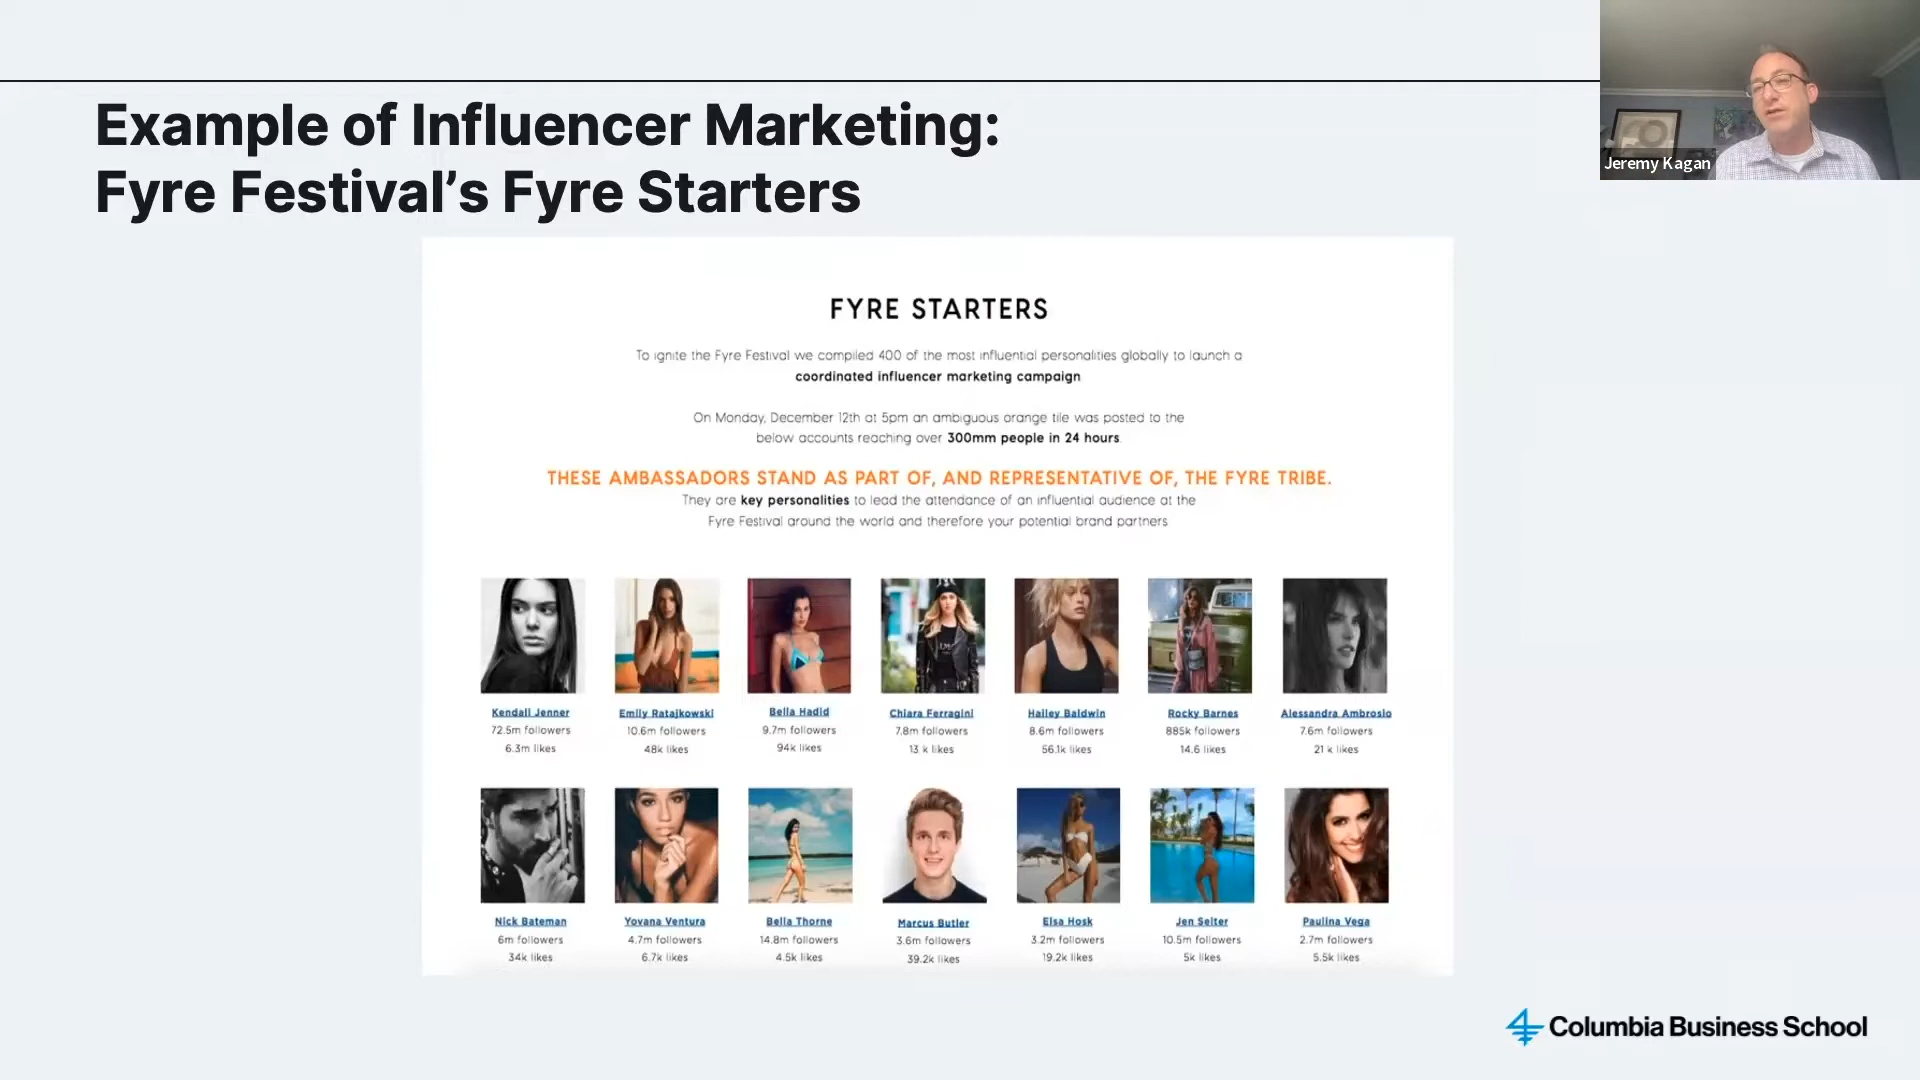 Example of Influencer Marketing:
Fyre Festival's Fyre Starters
Jeremy Kagan
FYRE STARTERS
To ignite the Fyre Festival we compiled 400 of the most influential personalities globally to launch a
coordinated influencer marketing campaign
On Monday, December 12th at 5pm an ambiguous orange tile was posted to the
below accounts reaching over 300mm people in 24 hours.
THESE AMBASSADORS STAND AS PART OF, AND REPRESENTATIVE OF, THE FYRE TRIBE.
They are key personalities to lead the attendance of an influential audience at the
Fyre Festival around the world and therefore your potential brand partners
Kendall Jenner
72.5m followers
6.3m likes
Emily Ratajkowski
10.6m followers
48k likes
Bella Hadid
9.7m followers
94k likes
Chiara Ferragini
7.8m followers
13 k likes
Hailey Baldwin
8.6m followers
56.1k likes
Rocky Barnes
885k followers
14.6 likes
Alessandra Ambrosio
7.6m followers
21 k likes
Nick Bateman
6m followers
34k likes
Yovana Ventura
4.7m followers
6.7k likes
Bella Thorne
14.8m followers
4.5k likes
Marcus Butler
3.6m followers
39.2k likes
Elsa Hosk
3.2m followers
19.2k likes
Jen Selter
10.5m followers
5k likes
Paulina Vega
2.7m followers
5.5k likes
Columbia Business School